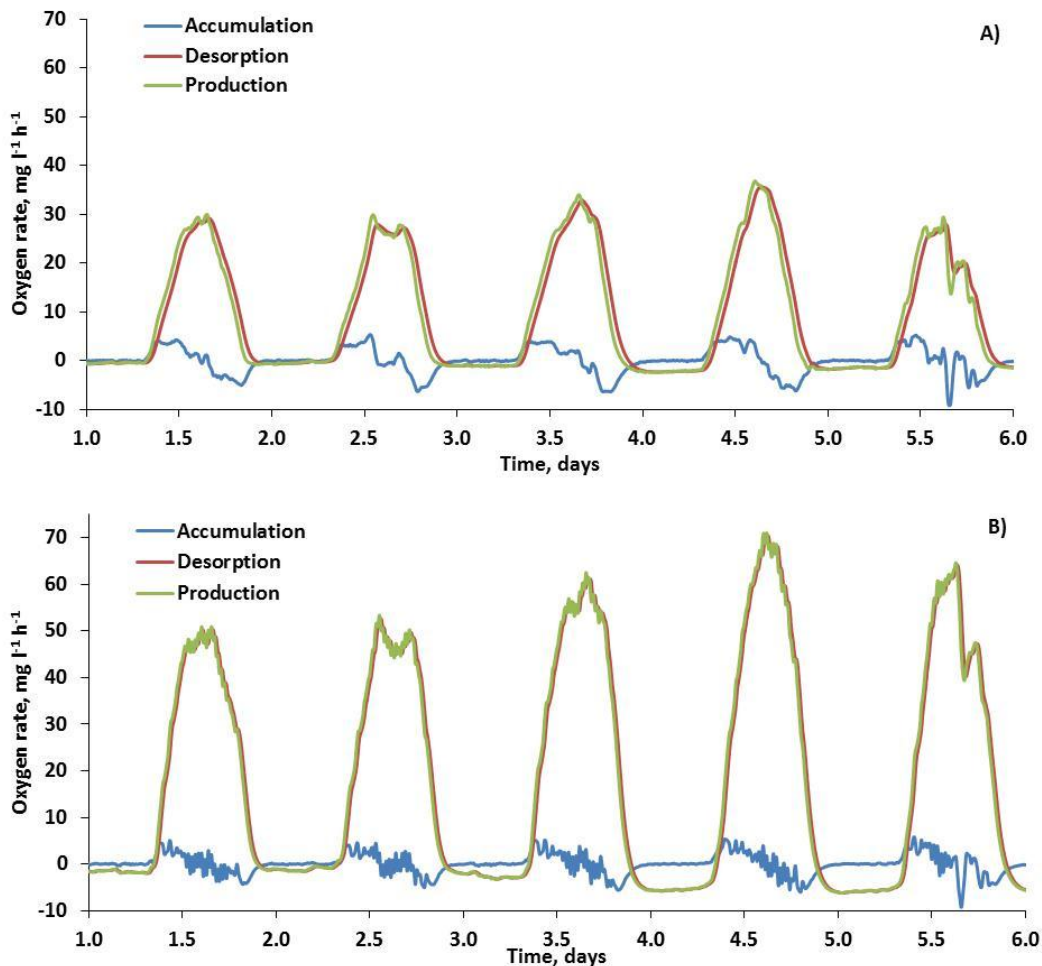 70
60
50
40
30
20
10
0
-10
Oxygen rate, mg l⁻¹ h⁻¹
Accumulation
Desorption
Production
A)
1.0 1.5 2.0 2.5 3.0 3.5 4.0 4.5 5.0 5.5 6.0
Time, days
70
60
50
40
30
20
10
0
-10
Oxygen rate, mg l⁻¹ h⁻¹
Accumulation
Desorption
Production
B)
1.0 1.5 2.0 2.5 3.0 3.5 4.0 4.5 5.0 5.5 6.0
Time, days